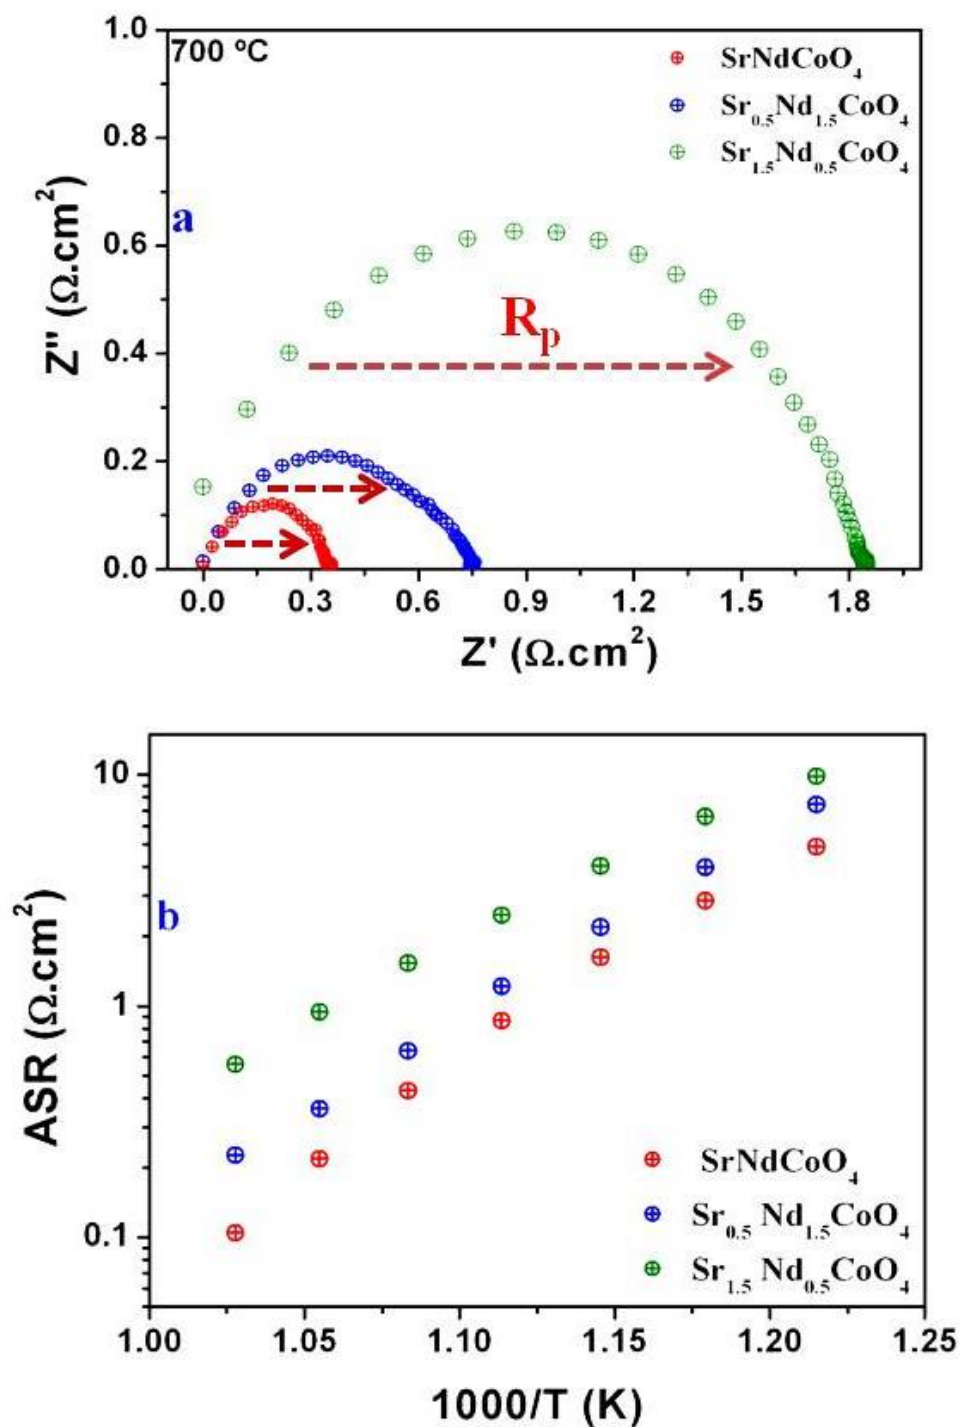 1.0
700 ºC
SrNdCoO₄
Sr₀.₅Nd₁.₅CoO₄
Sr₁.₅Nd₀.₅CoO₄
0.8
0.6
0.4
0.2
0.0
Z'' (Ω.cm²)
a
Rₚ
0.0 0.3 0.6 0.9 1.2 1.5 1.8
Z' (Ω.cm²)
10
1
0.1
ASR (Ω.cm²)
b
SrNdCoO₄
Sr₀.₅ Nd₁.₅CoO₄
Sr₁.₅ Nd₀.₅CoO₄
1.00 1.05 1.10 1.15 1.20 1.25
1000/T (K)